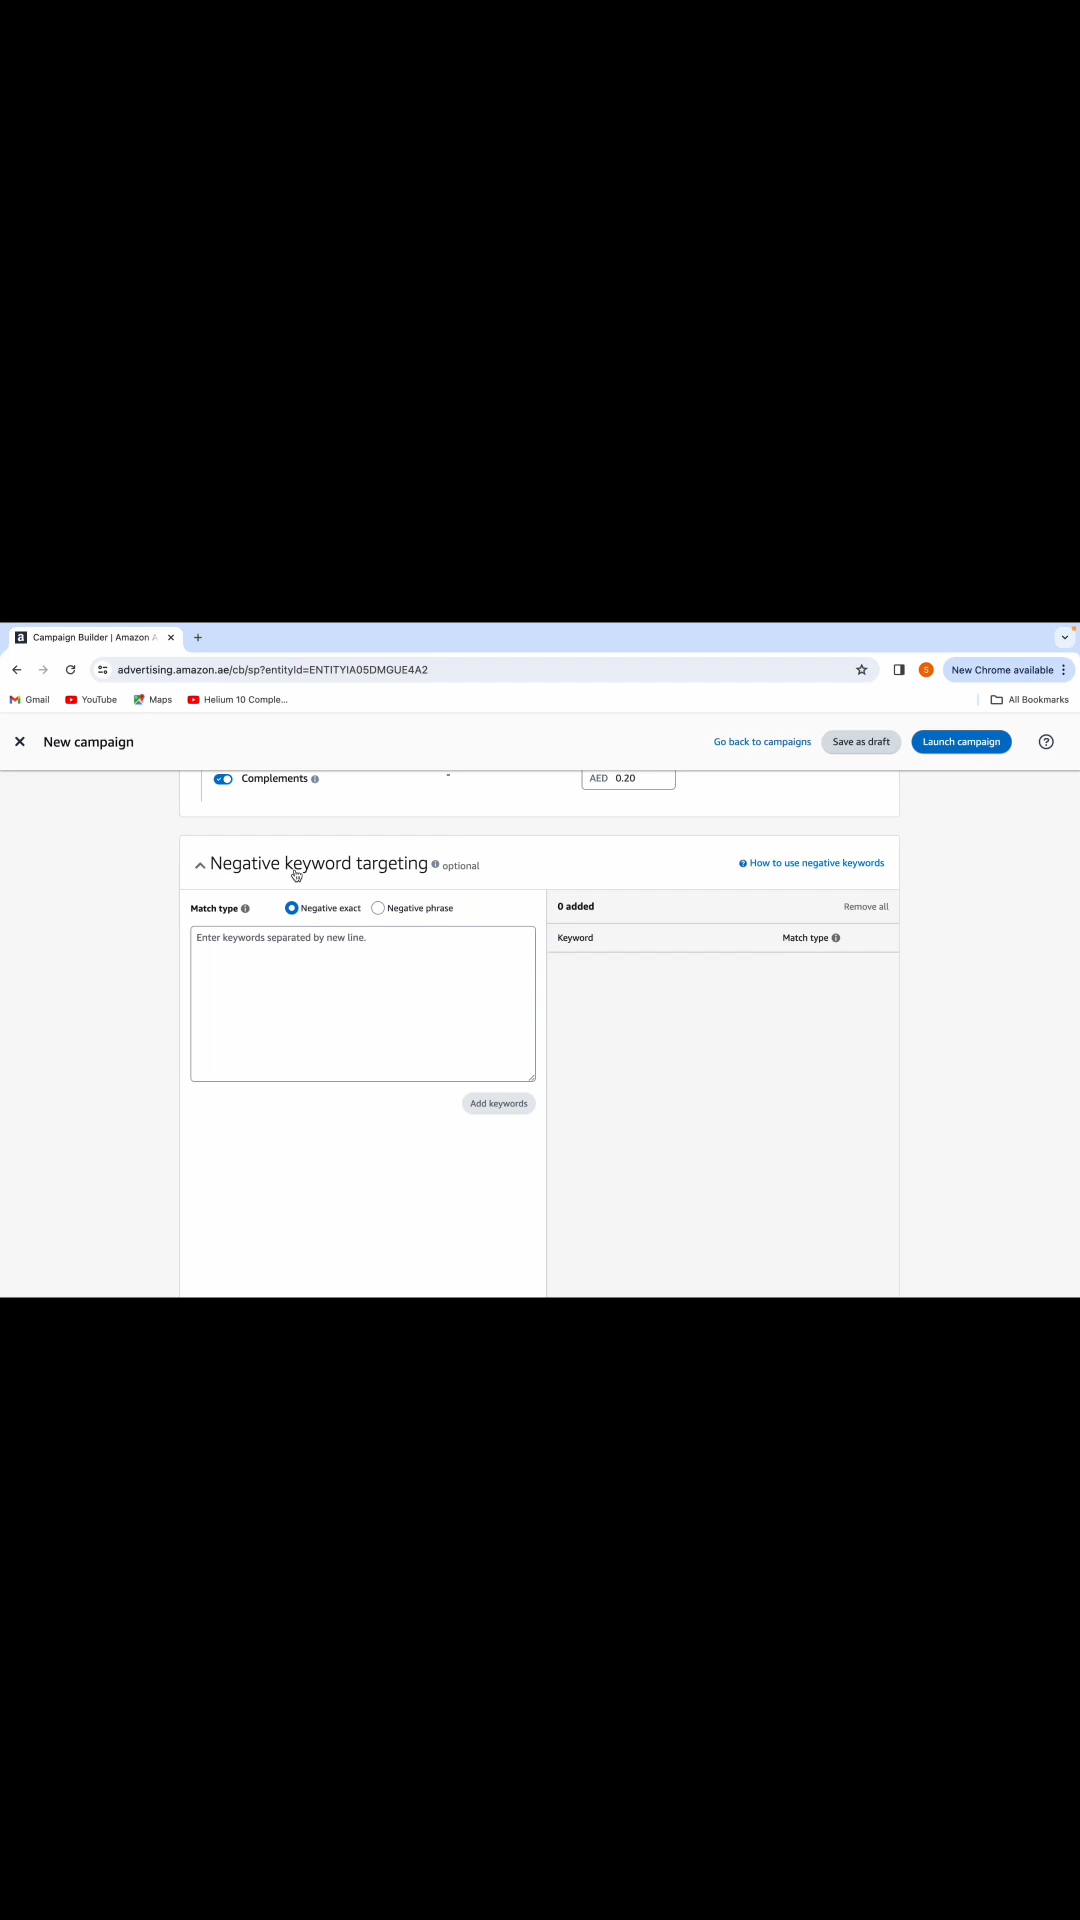 Campaign Builder | Amazon A
advertising.amazon.ae/cb/sp?entityId=ENTITYIA05DMGUE4A2
New Chrome available
Gmail YouTube Maps Helium 10 Comple... All Bookmarks
New campaign Go back to campaigns Save as draft Launch campaign
Complements - AED 0.20
Negative keyword targeting optional How to use negative keywords
Match type Negative exact Negative phrase
0 added Remove all
Enter keywords separated by new line.
Keyword Match type
Add keywords